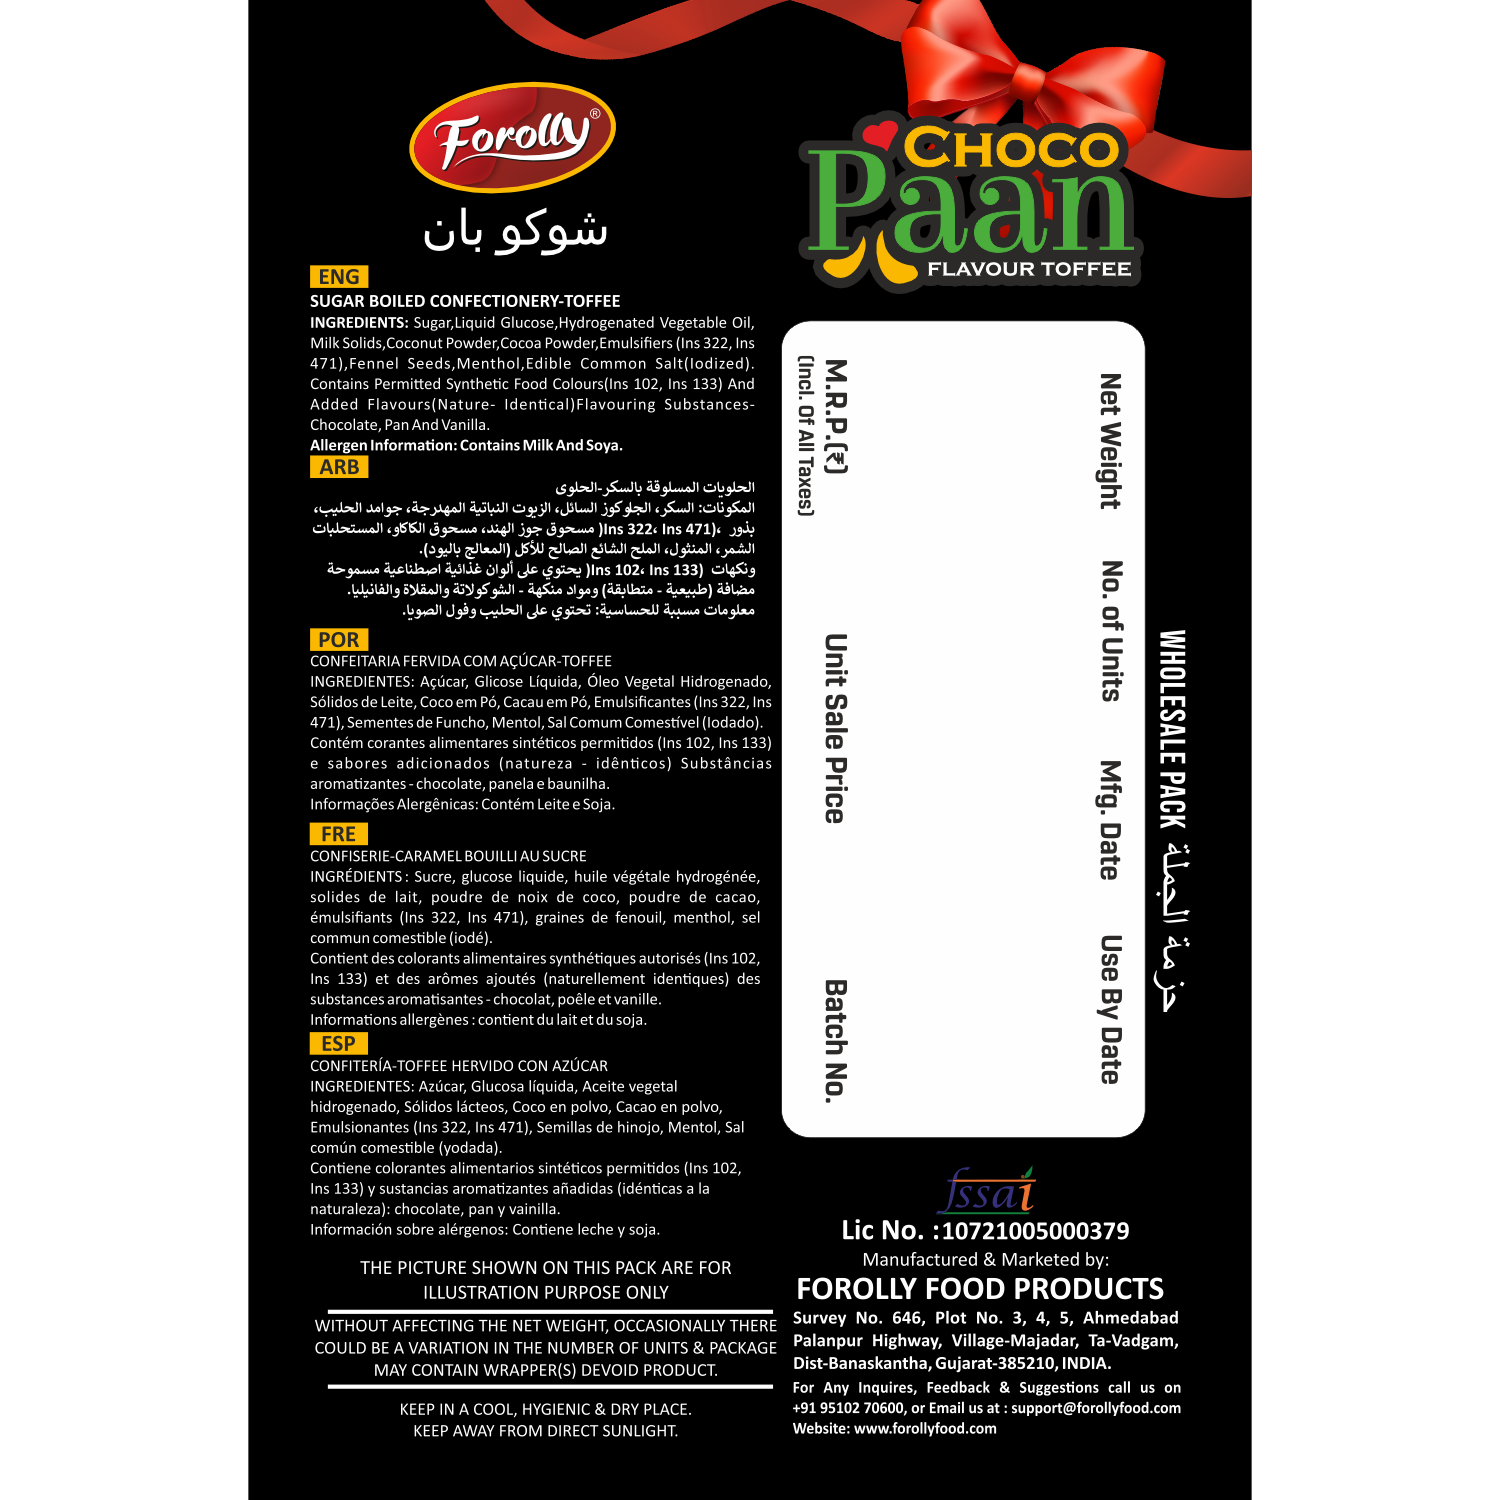 Forolly®
شوكو بان
ENG
SUGAR BOILED CONFECTIONERY-TOFFEE
INGREDIENTS: Sugar,Liquid Glucose,Hydrogenated Vegetable Oil,
Milk Solids,Coconut Powder,Cocoa Powder,Emulsifiers (Ins 322, Ins
471),Fennel Seeds,Menthol,Edible Common Salt(Iodized).
Contains Permitted Synthetic Food Colours(Ins 102, Ins 133) And
Added Flavours(Nature- Identical)Flavouring Substances-
Chocolate, Pan And Vanilla.
Allergen Information: Contains Milk And Soya.
ARB
الحلويات المسلوقة بالسكر-الحلوى
المكونات: السكر، الجلوكوز السائل، الزيوت النباتية المهدرجة، جوامد الحليب،
مسحوق جوز الهند، مسحوق الكاكاو، المستحلبات )Ins 322، Ins 471)، بذور
الشمر، المنثول، الملح الشائع الصالح للأكل (المعالج باليود).
يحتوي على ألوان غذائية اصطناعية مسموحة )Ins 102، Ins 133) ونكهات
مضافة (طبيعية - متطابقة) ومواد منكهة - الشوكولاتة والمقلاة والفانيليا.
معلومات مسببة للحساسية: تحتوي على الحليب وفول الصويا.
POR
CONFEITARIA FERVIDA COM AÇÚCAR-TOFFEE
INGREDIENTES: Açúcar, Glicose Líquida, Óleo Vegetal Hidrogenado,
Sólidos de Leite, Coco em Pó, Cacau em Pó, Emulsificantes (Ins 322, Ins
471), Sementes de Funcho, Mentol, Sal Comum Comestível (Iodado).
Contém corantes alimentares sintéticos permitidos (Ins 102, Ins 133)
e sabores adicionados (natureza - idênticos) Substâncias
aromatizantes - chocolate, panela e baunilha.
Informações Alergênicas: Contém Leite e Soja.
FRE
CONFISERIE-CARAMEL BOUILLI AU SUCRE
INGRÉDIENTS : Sucre, glucose liquide, huile végétale hydrogénée,
solides de lait, poudre de noix de coco, poudre de cacao,
émulsifiants (Ins 322, Ins 471), graines de fenouil, menthol, sel
commun comestible (iodé).
Contient des colorants alimentaires synthétiques autorisés (Ins 102,
Ins 133) et des arômes ajoutés (naturellement identiques) des
substances aromatisantes - chocolat, poêle et vanille.
Informations allergènes : contient du lait et du soja.
ESP
CONFITERÍA-TOFFEE HERVIDO CON AZÚCAR
INGREDIENTES: Azúcar, Glucosa líquida, Aceite vegetal
hidrogenado, Sólidos lácteos, Coco en polvo, Cacao en polvo,
Emulsionantes (Ins 322, Ins 471), Semillas de hinojo, Mentol, Sal
común comestible (yodada).
Contiene colorantes alimentarios sintéticos permitidos (Ins 102,
Ins 133) y sustancias aromatizantes añadidas (idénticas a la
naturaleza): chocolate, pan y vainilla.
Información sobre alérgenos: Contiene leche y soja.
THE PICTURE SHOWN ON THIS PACK ARE FOR
ILLUSTRATION PURPOSE ONLY
WITHOUT AFFECTING THE NET WEIGHT, OCCASIONALLY THERE
COULD BE A VARIATION IN THE NUMBER OF UNITS & PACKAGE
MAY CONTAIN WRAPPER(S) DEVOID PRODUCT.
KEEP IN A COOL, HYGIENIC & DRY PLACE.
KEEP AWAY FROM DIRECT SUNLIGHT.
CHOCO
Paan
FLAVOUR TOFFEE
Net Weight
No. of Units
Mfg. Date
Use By Date
M.R.P.(₹)
(Incl. Of All Taxes)
Unit Sale Price
Batch No.
WHOLESALE PACK حزمة الجملة
fssai
Lic No. :10721005000379
Manufactured & Marketed by:
FOROLLY FOOD PRODUCTS
Survey No. 646, Plot No. 3, 4, 5, Ahmedabad
Palanpur Highway, Village-Majadar, Ta-Vadgam,
Dist-Banaskantha, Gujarat-385210, INDIA.
For Any Inquires, Feedback & Suggestions call us on
+91 95102 70600, or Email us at : support@forollyfood.com
Website: www.forollyfood.com